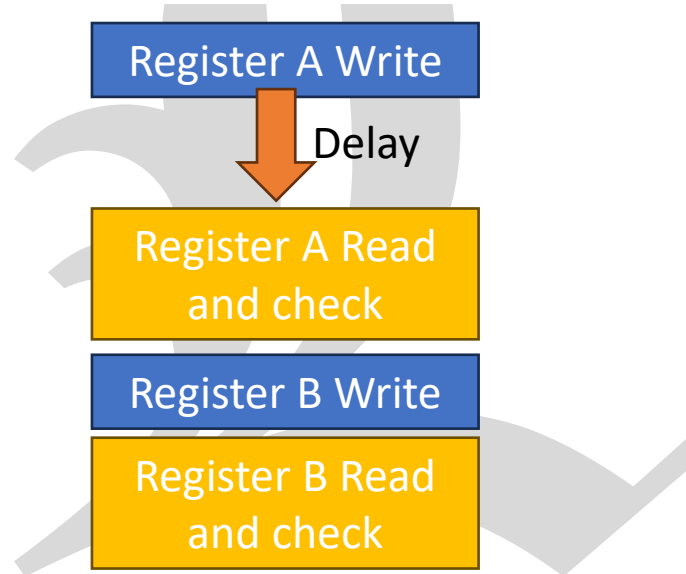 Register A Write
Delay
Register A Read
and check
Register B Write
Register B Read
and check